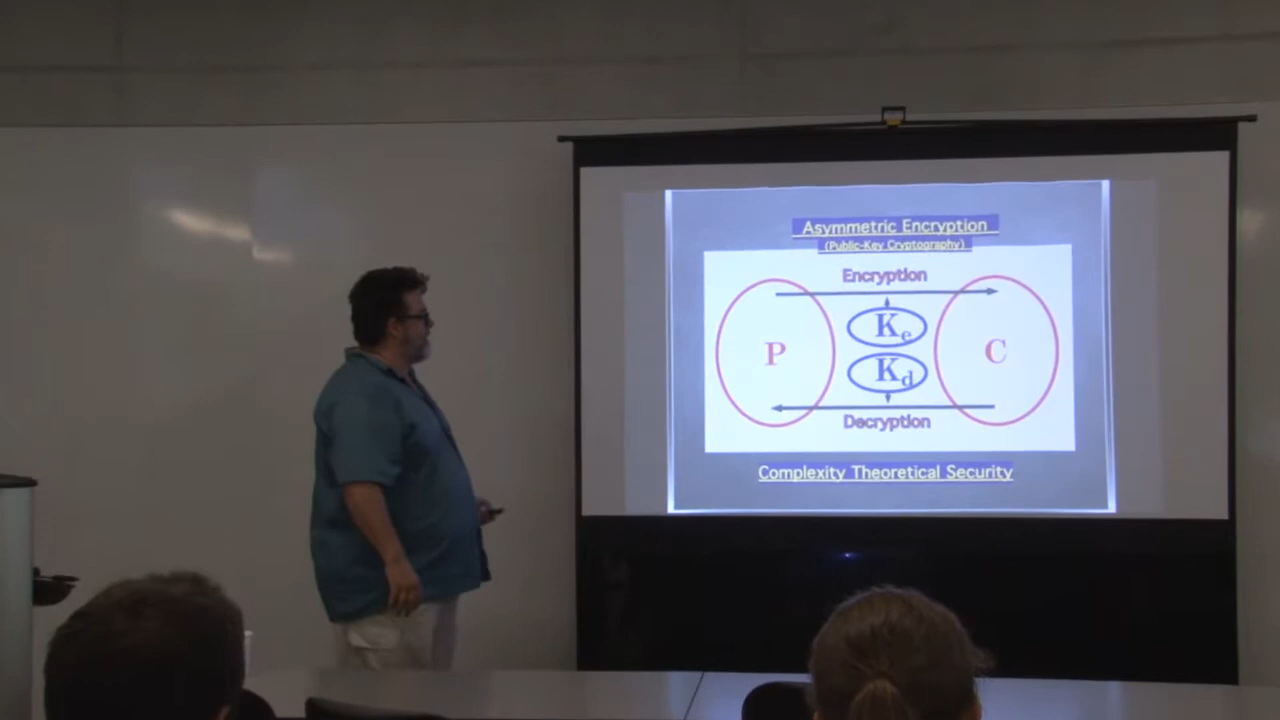 Asymmetric Encryption
(Public-Key Cryptography)
Encryption
P
Ke
C
Kd
Decryption
Complexity Theoretical Security